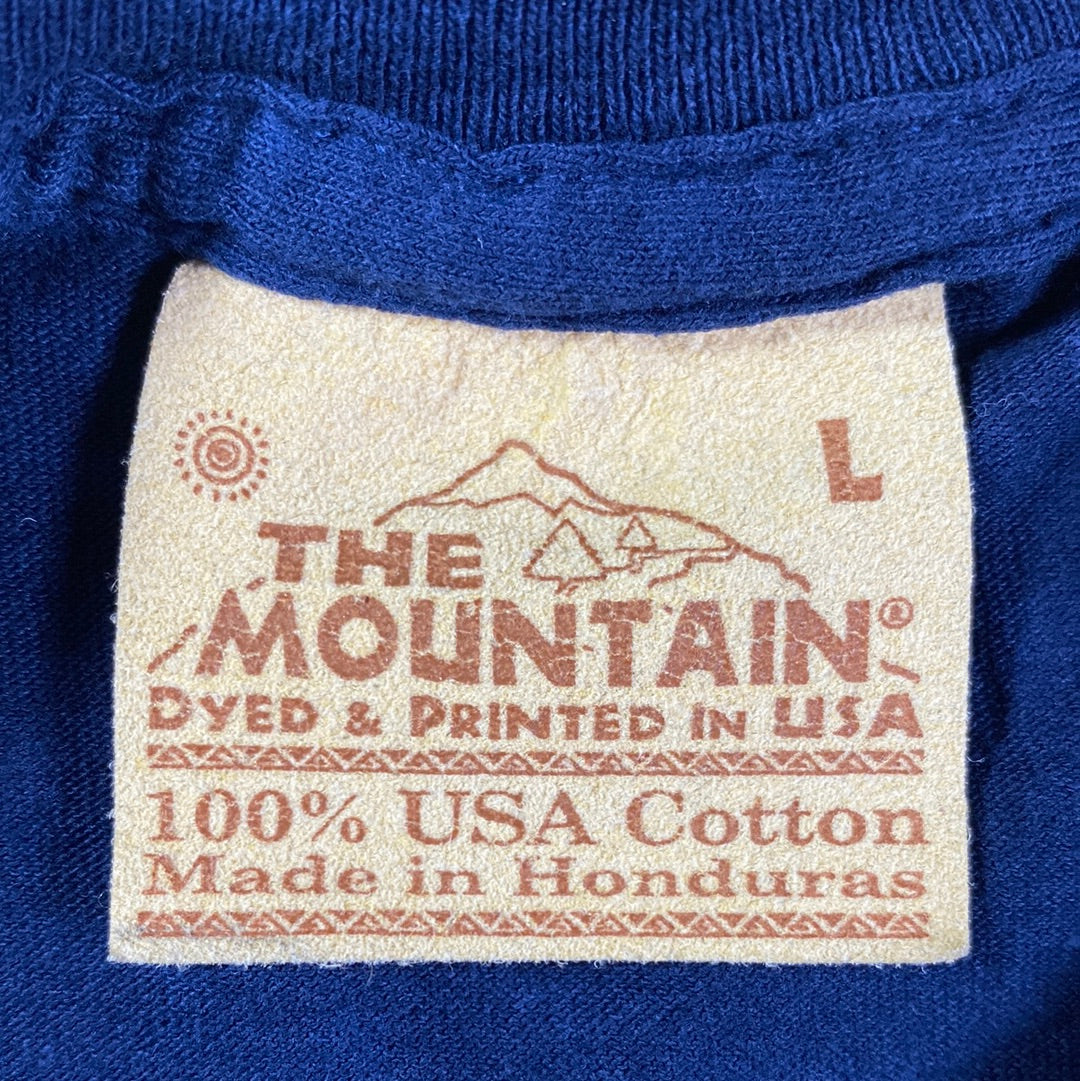 L
THE
MOUNTAIN®
DYED & PRINTED IN USA
100% USA Cotton
Made in Honduras